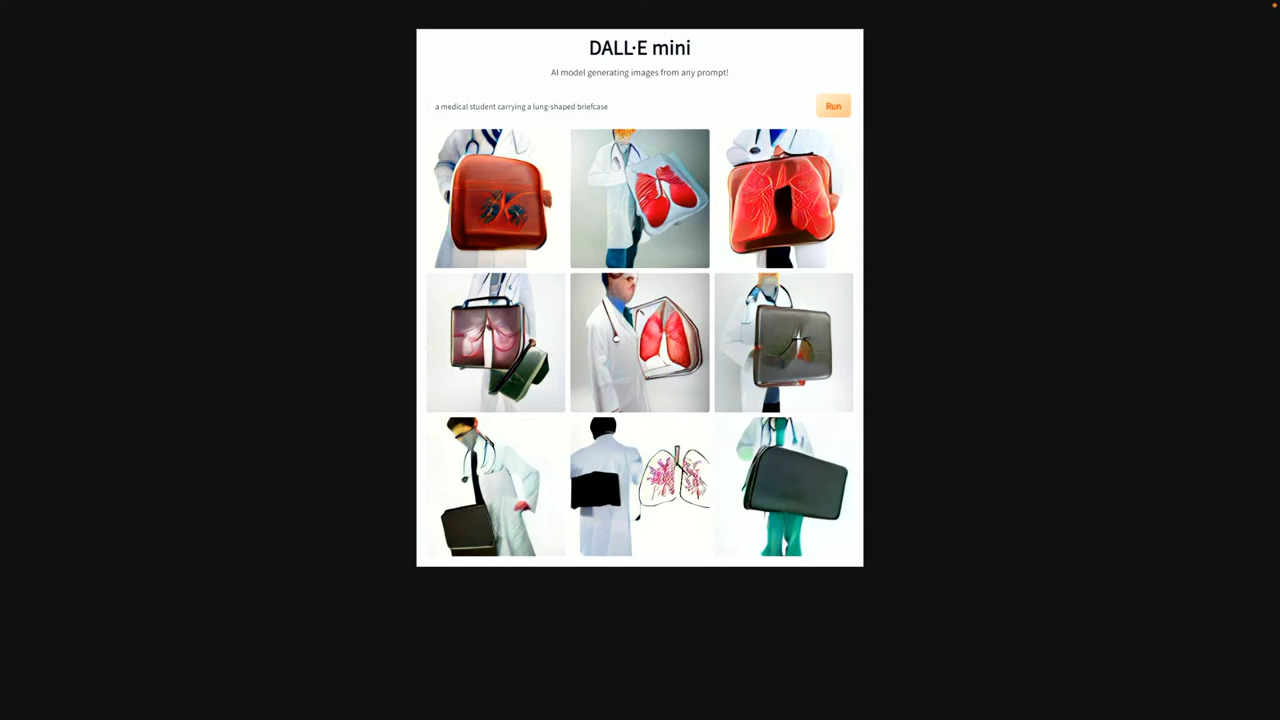 DALL·E mini
AI model generating images from any prompt!
a medical student carrying a lung-shaped briefcase
Run